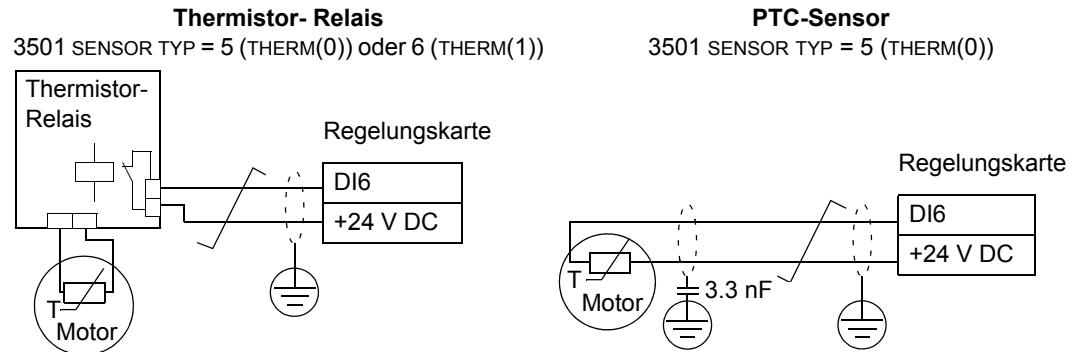 Thermistor- Relais
3501 SENSOR TYP = 5 (THERM(0)) oder 6 (THERM(1))
Thermistor-
Relais
Regelungskarte
DI6
+24 V DC
T
Motor
PTC-Sensor
3501 SENSOR TYP = 5 (THERM(0))
Regelungskarte
DI6
+24 V DC
T
Motor
3.3 nF